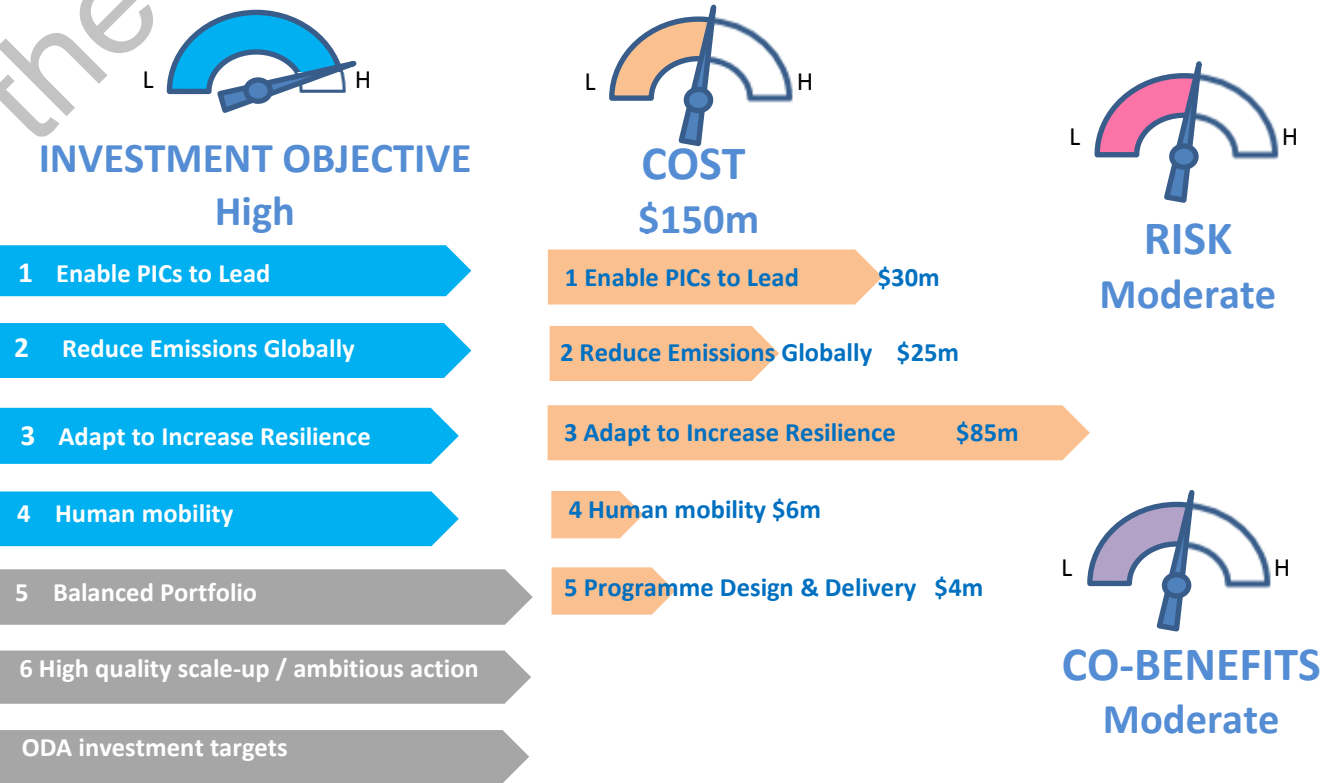 the
L H
INVESTMENT OBJECTIVE
High
1 Enable PICs to Lead
2 Reduce Emissions Globally
3 Adapt to Increase Resilience
4 Human mobility
5 Balanced Portfolio
6 High quality scale-up / ambitious action
ODA investment targets
L H
COST
$150m
1 Enable PICs to Lead $30m
2 Reduce Emissions Globally $25m
3 Adapt to Increase Resilience $85m
4 Human mobility $6m
5 Programme Design & Delivery $4m
L H
RISK
Moderate
L H
CO-BENEFITS
Moderate